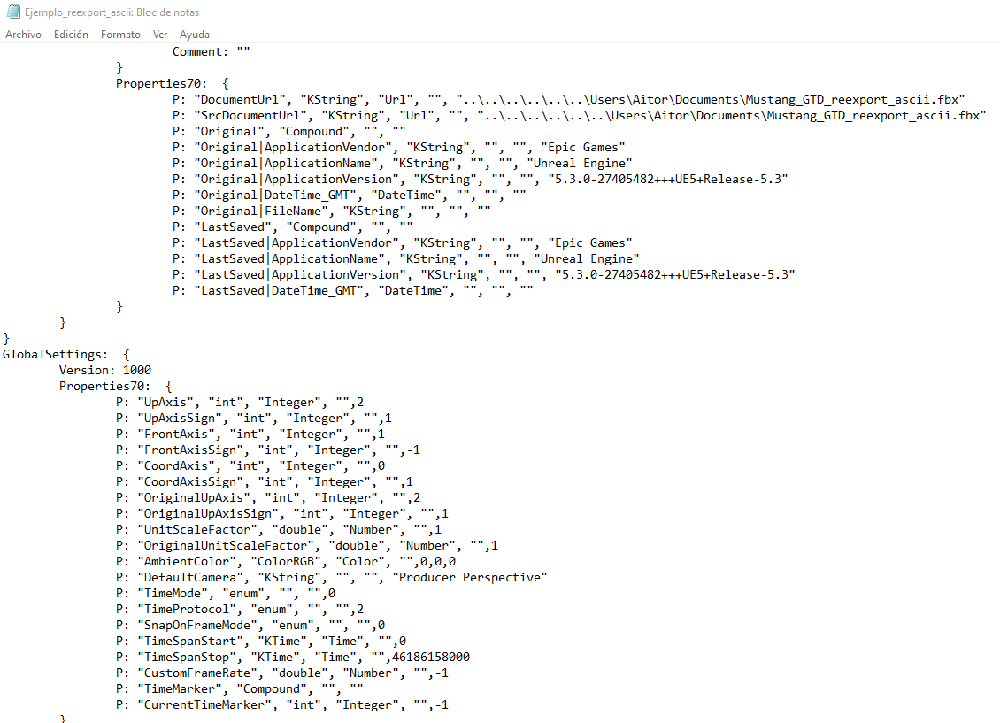 Ejemplo_reexport_ascii: Bloc de notas
Archivo Edición Formato Ver Ayuda
Comment: ""
}
Properties70: {
P: "DocumentUrl", "KString", "Url", "", "..\..\..\..\..\..\Users\Aitor\Documents\Mustang_GTD_reexport_ascii.fbx"
P: "SrcDocumentUrl", "KString", "Url", "", "..\..\..\..\..\..\Users\Aitor\Documents\Mustang_GTD_reexport_ascii.fbx"
P: "Original", "Compound", "", ""
P: "Original|ApplicationVendor", "KString", "", "", "Epic Games"
P: "Original|ApplicationName", "KString", "", "", "Unreal Engine"
P: "Original|ApplicationVersion", "KString", "", "", "5.3.0-27405482+++UE5+Release-5.3"
P: "Original|DateTime_GMT", "DateTime", "", "", ""
P: "Original|FileName", "KString", "", "", ""
P: "LastSaved", "Compound", "", ""
P: "LastSaved|ApplicationVendor", "KString", "", "", "Epic Games"
P: "LastSaved|ApplicationName", "KString", "", "", "Unreal Engine"
P: "LastSaved|ApplicationVersion", "KString", "", "", "5.3.0-27405482+++UE5+Release-5.3"
P: "LastSaved|DateTime_GMT", "DateTime", "", "", ""
}
}
}
GlobalSettings: {
Version: 1000
Properties70: {
P: "UpAxis", "int", "Integer", "",2
P: "UpAxisSign", "int", "Integer", "",1
P: "FrontAxis", "int", "Integer", "",1
P: "FrontAxisSign", "int", "Integer", "",-1
P: "CoordAxis", "int", "Integer", "",0
P: "CoordAxisSign", "int", "Integer", "",1
P: "OriginalUpAxis", "int", "Integer", "",2
P: "OriginalUpAxisSign", "int", "Integer", "",1
P: "UnitScaleFactor", "double", "Number", "",1
P: "OriginalUnitScaleFactor", "double", "Number", "",1
P: "AmbientColor", "ColorRGB", "Color", "",0,0,0
P: "DefaultCamera", "KString", "", "", "Producer Perspective"
P: "TimeMode", "enum", "", "",0
P: "TimeProtocol", "enum", "", "",2
P: "SnapOnFrameMode", "enum", "", "",0
P: "TimeSpanStart", "KTime", "Time", "",0
P: "TimeSpanStop", "KTime", "Time", "",46186158000
P: "CustomFrameRate", "double", "Number", "",-1
P: "TimeMarker", "Compound", "", ""
P: "CurrentTimeMarker", "int", "Integer", "",-1
}